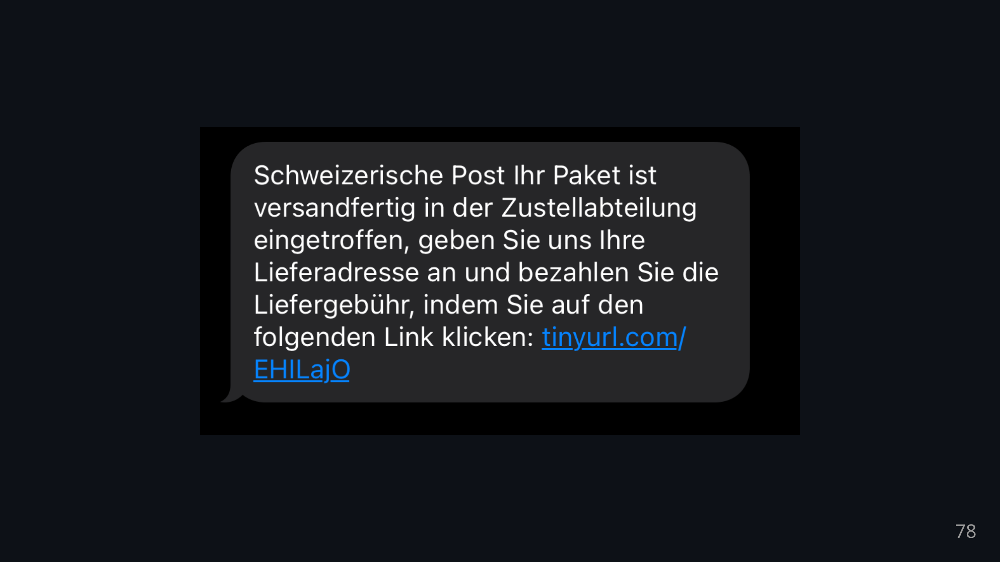 Schweizerische Post Ihr Paket ist
versandfertig in der Zustellabteilung
eingetroffen, geben Sie uns Ihre
Lieferadresse an und bezahlen Sie die
Liefergebühr, indem Sie auf den
folgenden Link klicken: tinyurl.com/
EHILajO
78